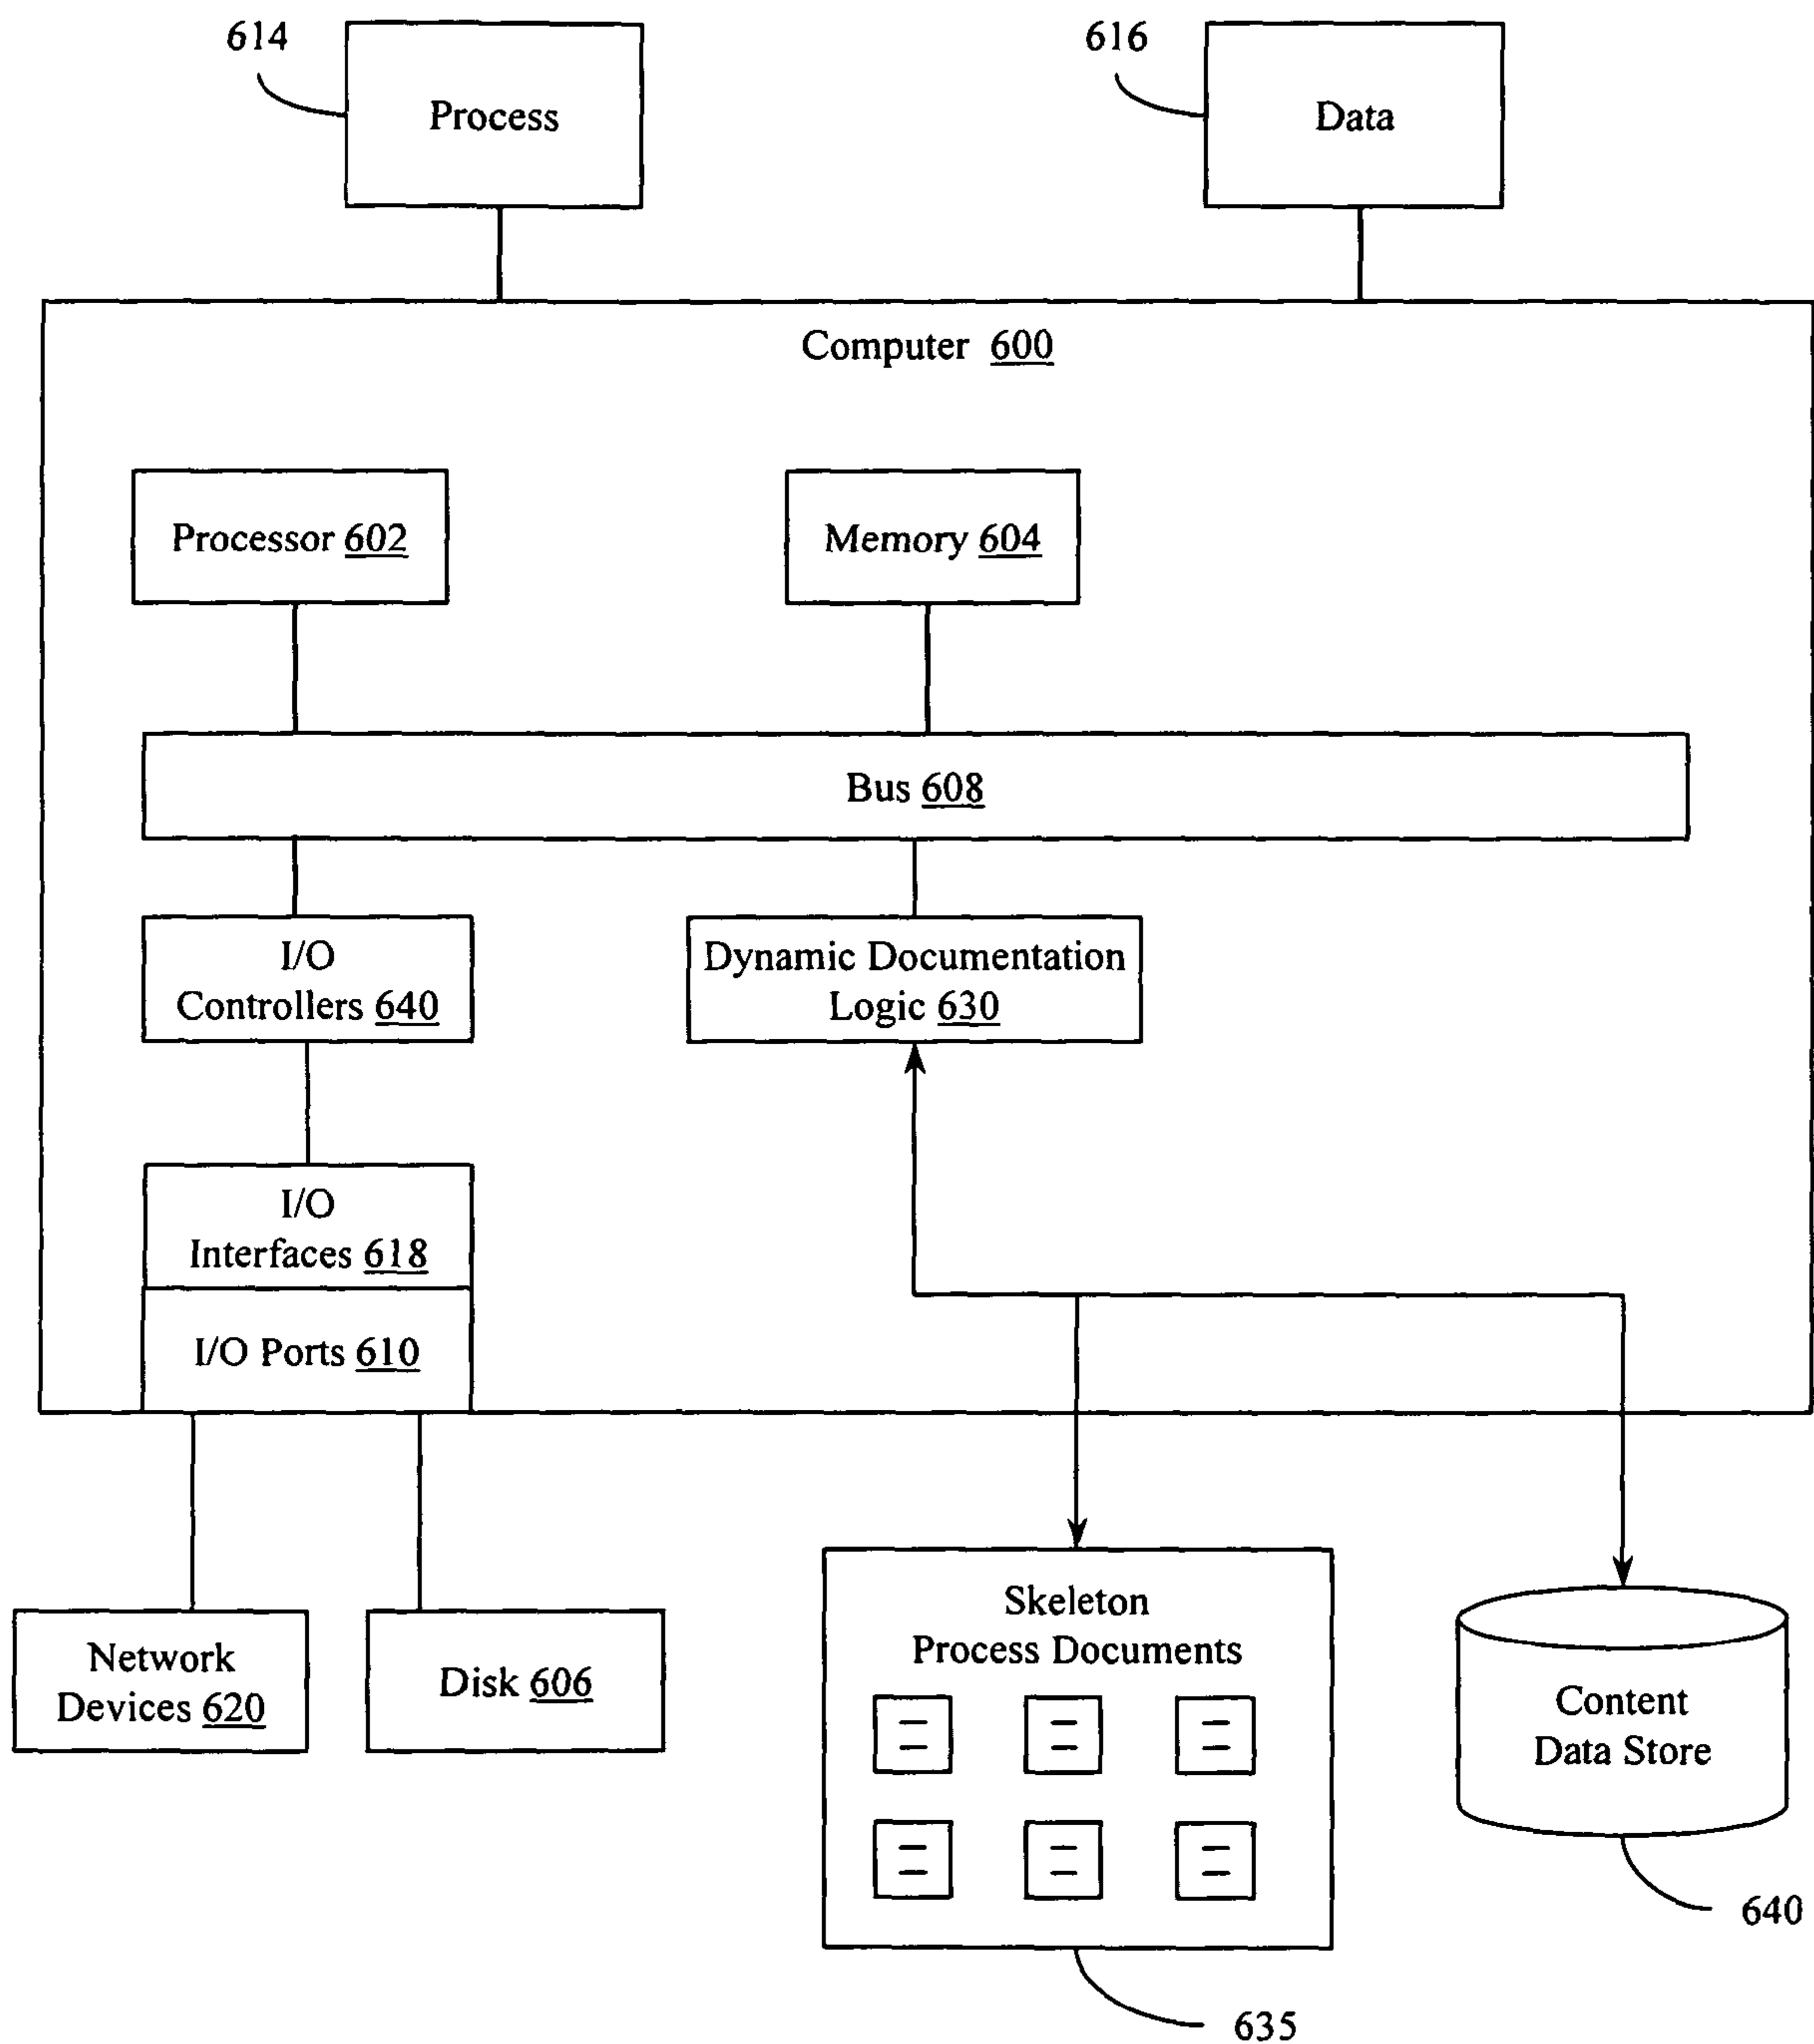 614
Process
616
Data
Computer 600
Processor 602
Memory 604
Bus 608
I/O
Controllers 640
Dynamic Documentation
Logic 630
I/O
Interfaces 618
I/O Ports 610
Network
Devices 620
Disk 606
Skeleton
Process Documents
Content
Data Store
640
635